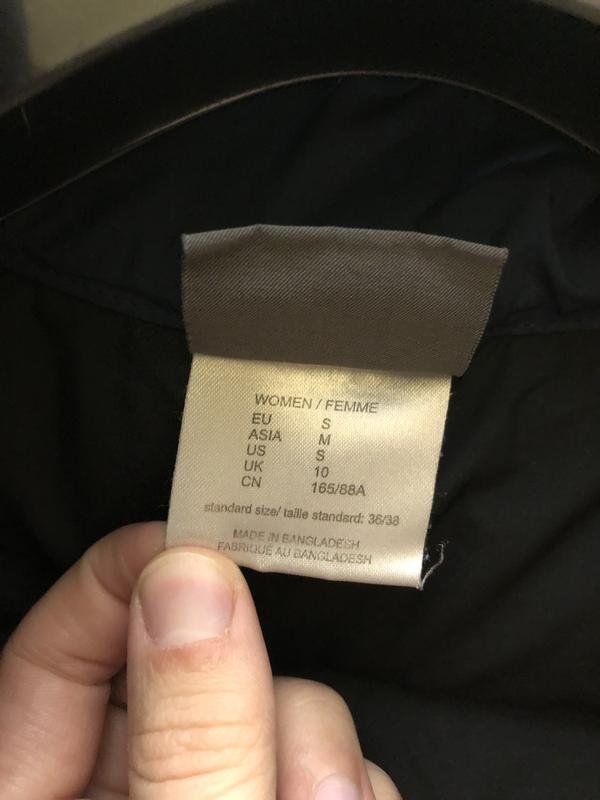 WOMEN / FEMME
EU S
ASIA M
US S
UK 10
CN 165/88A
standard size/ taille standard: 36/38
MADE IN BANGLADESH
FABRIQUÉ AU BANGLADESH